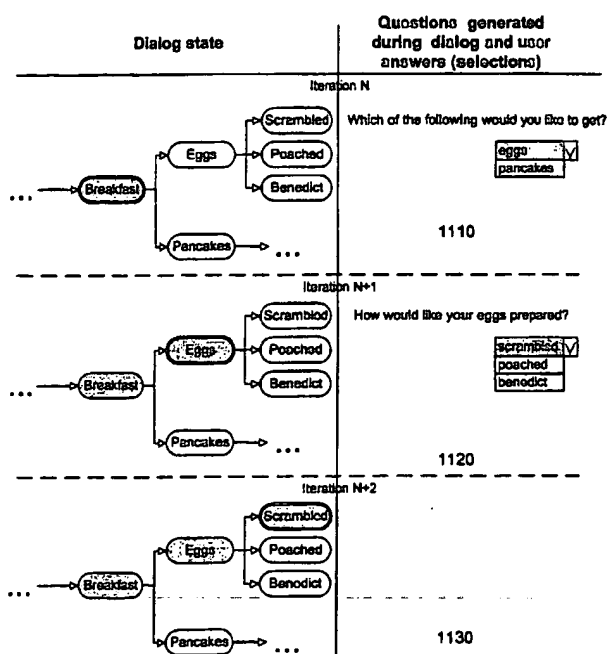 Dialog state
Questions generated
during dialog and user
answers (selections)
Iteration N
Scrambled
Eggs
Poached
Breakfast
Benedict
Pancakes
...
...
Which of the following would you like to get?
eggs
pancakes
1110
Iteration N+1
Scrambled
Eggs
Poached
Breakfast
Benedict
Pancakes
...
...
How would like your eggs prepared?
scrambled
poached
benedict
1120
Iteration N+2
Scrambled
Eggs
Poached
Breakfast
Benedict
Pancakes
...
...
1130